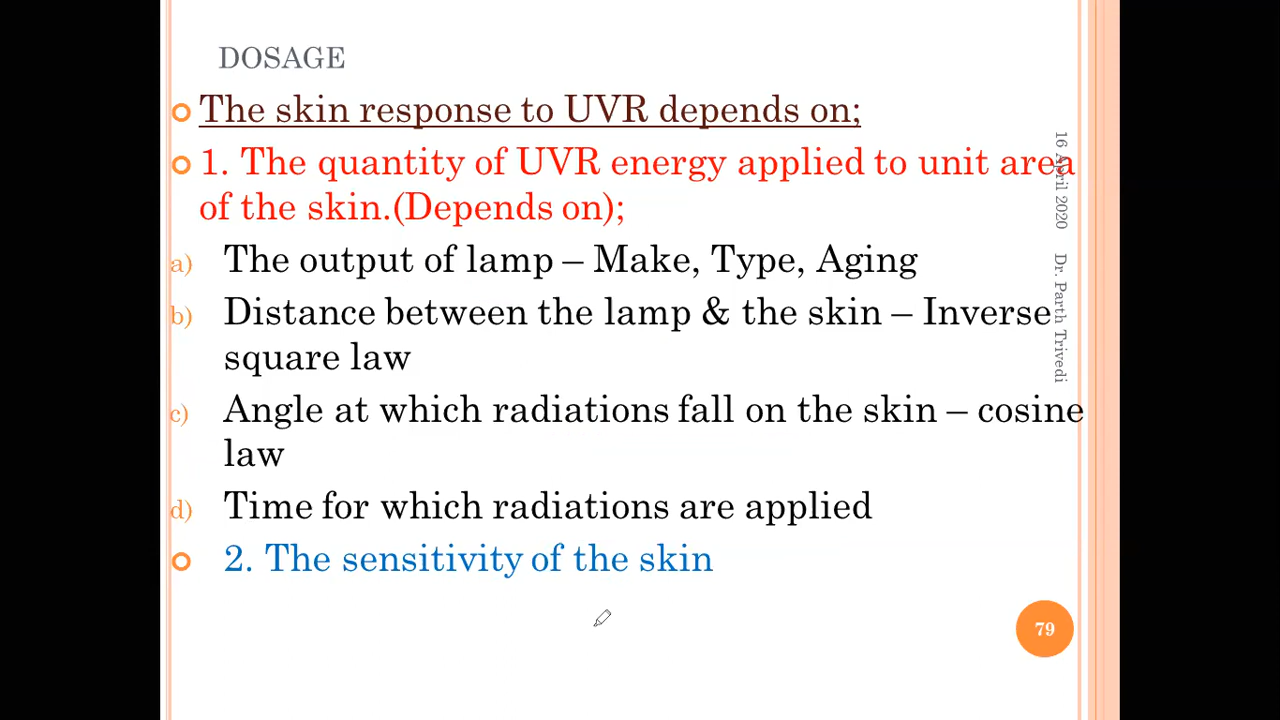 DOSAGE
The skin response to UVR depends on;
1. The quantity of UVR energy applied to unit area
of the skin.(Depends on);
a) The output of lamp – Make, Type, Aging
b) Distance between the lamp & the skin – Inverse
square law
c) Angle at which radiations fall on the skin – cosine
law
d) Time for which radiations are applied
2. The sensitivity of the skin
16 April 2020 Dr. Parth Trivedi
79